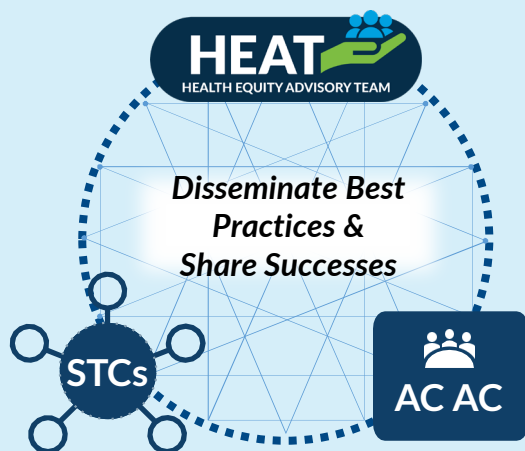 HEAT
HEALTH EQUITY ADVISORY TEAM
Disseminate Best
Practices &
Share Successes
STCs
AC AC